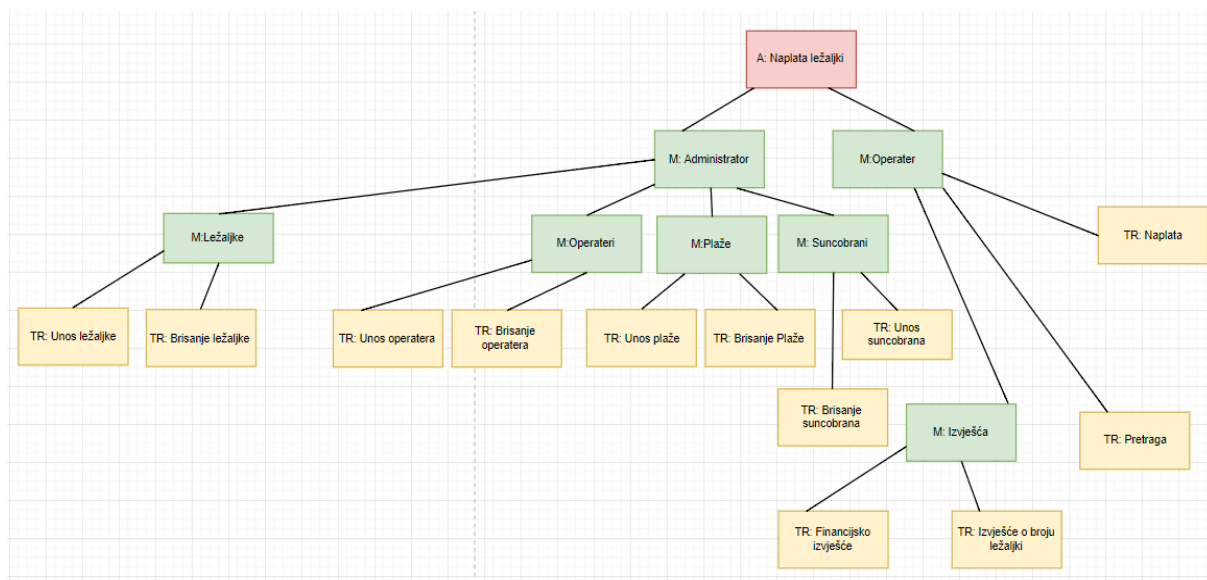 A: Naplata ležaljki
M: Administrator
M:Operater
M:Ležaljke
M:Operateri
M:Plaže
M: Suncobrani
TR: Naplata
TR: Unos ležaljke
TR: Brisanje ležaljke
TR: Unos operatera
TR: Brisanje
operatera
TR: Unos plaže
TR: Brisanje Plaže
TR: Unos
suncobrana
TR: Brisanje
suncobrana
M: Izvješća
TR: Pretraga
TR: Financijsko
izvješće
TR: Izvješće o broju
ležaljki